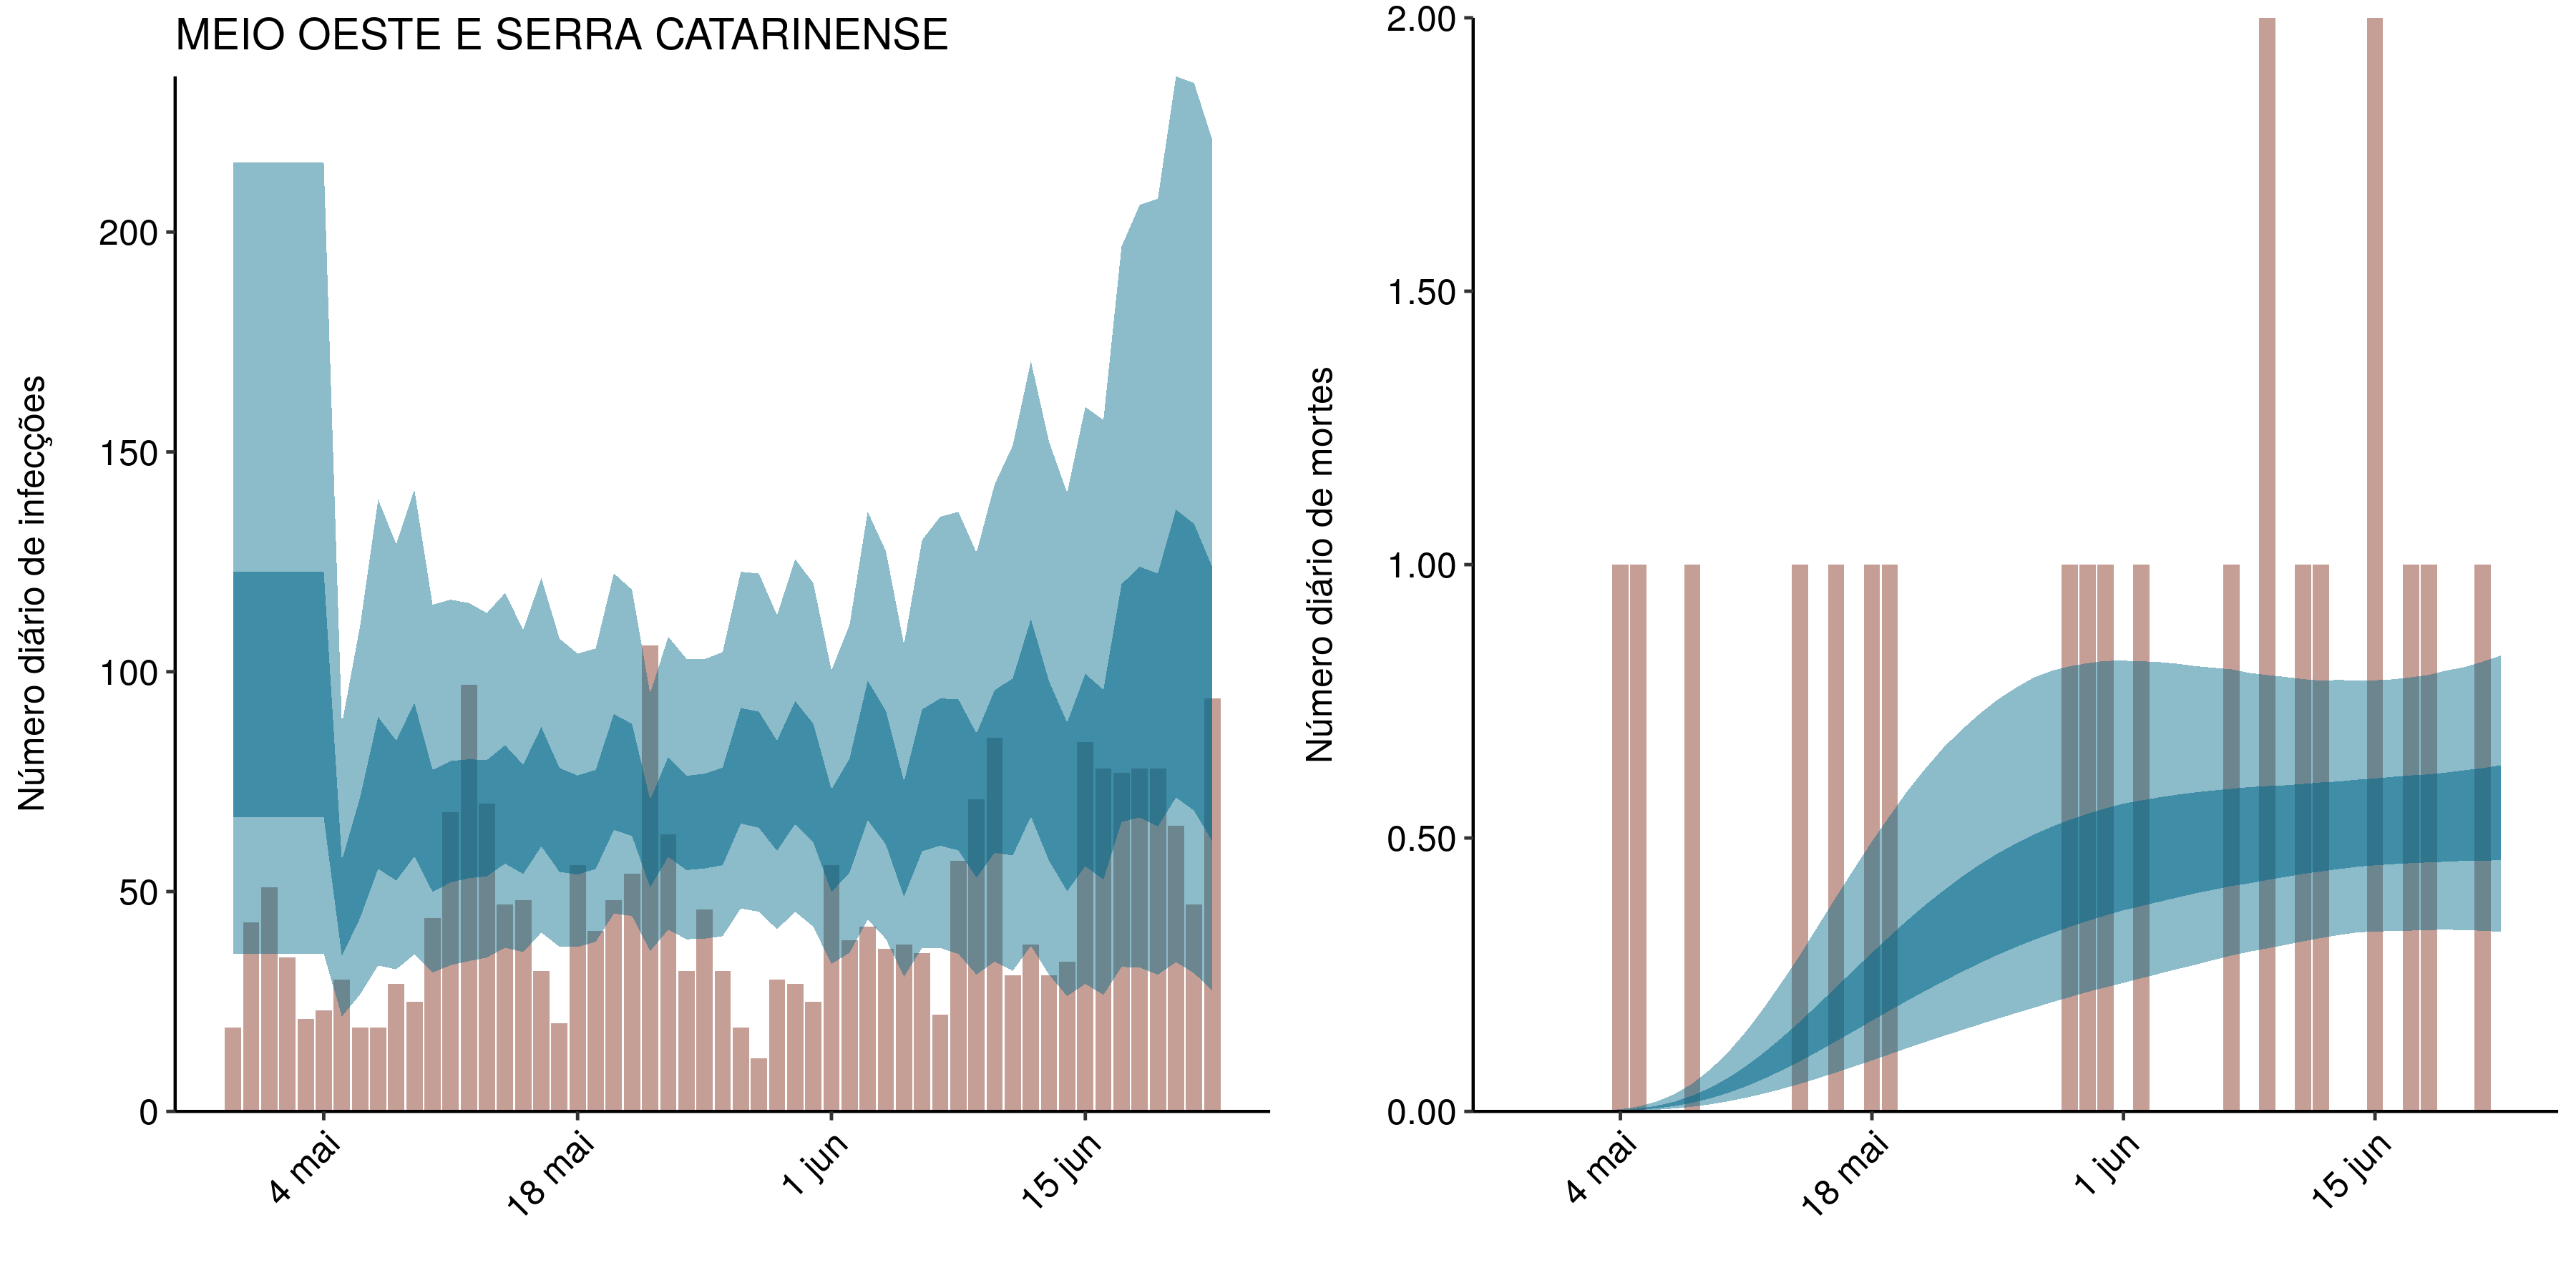 MEIO OESTE E SERRA CATARINENSE
Número diário de infecções
200
150
100
50
0
4 mai
18 mai
1 jun
15 jun
Número diário de mortes
2.00
1.50
1.00
0.50
0.00
4 mai
18 mai
1 jun
15 jun